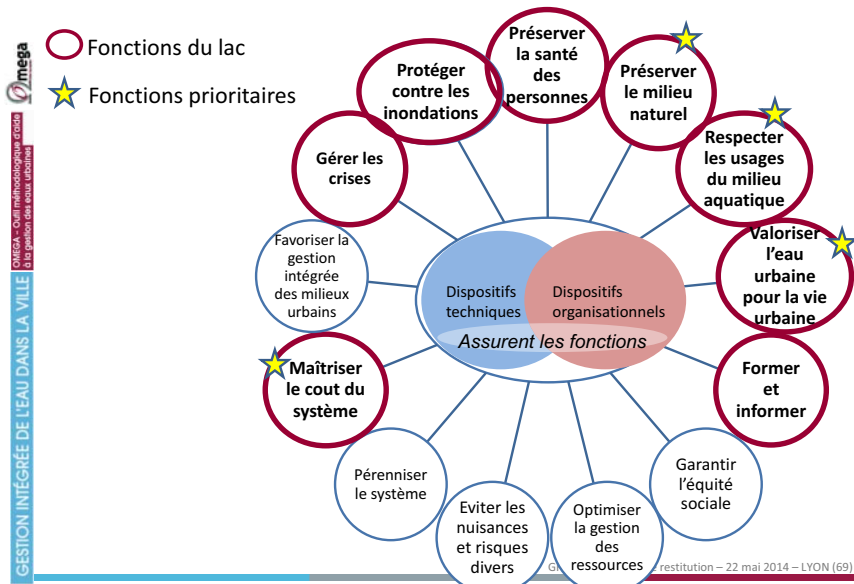 Fonctions du lac
Fonctions prioritaires
Omega
OMEGA – Outil méthodologique d'aide
à la gestion des eaux urbaines
GESTION INTÉGRÉE DE L'EAU DANS LA VILLE
Préserver
la santé
des
personnes
Protéger
contre les
inondations
Préserver
le milieu
naturel
Gérer les
crises
Respecter
les usages
du milieu
aquatique
Favoriser la
gestion
intégrée
des milieux
urbains
Valoriser
l'eau
urbaine
pour la vie
urbaine
Dispositifs
techniques
Dispositifs
organisationnels
Assurent les fonctions
Maîtriser
le cout du
système
Former
et
informer
Pérenniser
le système
Garantir
l'équité
sociale
Eviter les
nuisances
et risques
divers
Optimiser
la gestion
des
ressources
restitution – 22 mai 2014 – LYON (69)